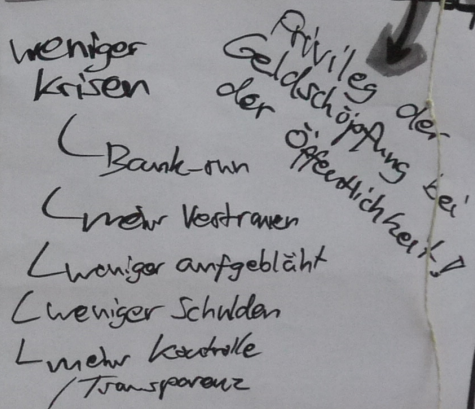 weniger
krisen
Bank-run
mehr Vertrauen
weniger aufgebläht
weniger Schulden
mehr Kontrolle
/Transparenz
Privileg der
Geldschöpfung bei
der Öffentlichkeit!